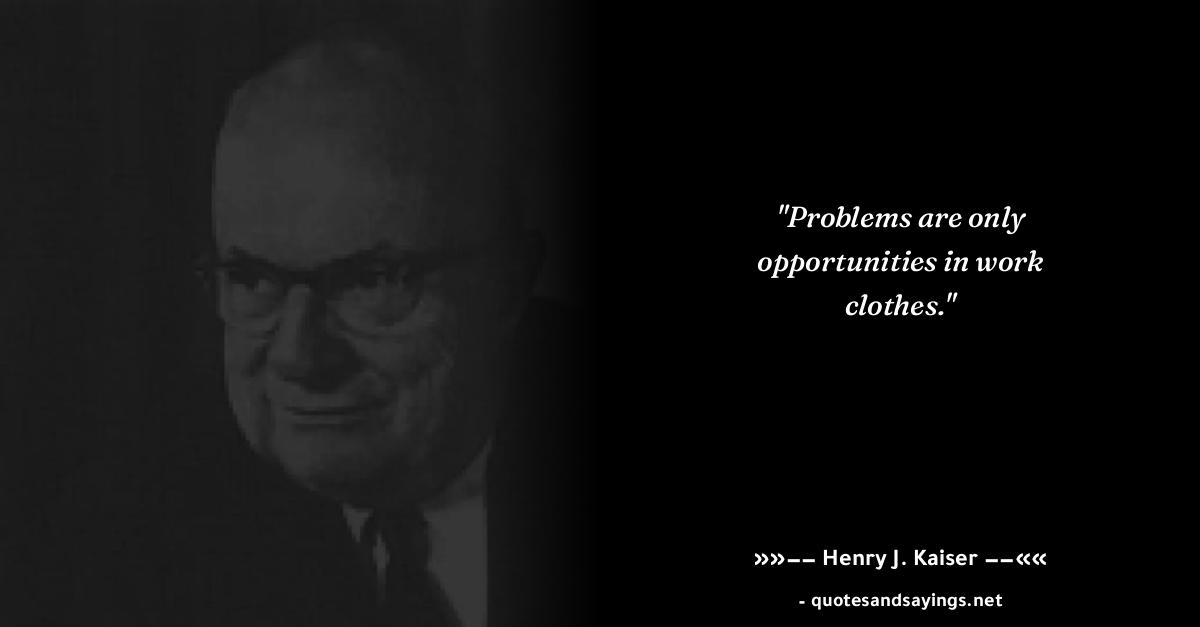 "Problems are only
opportunities in work
clothes."
»»−− Henry J. Kaiser −−««
- quotesandsayings.net